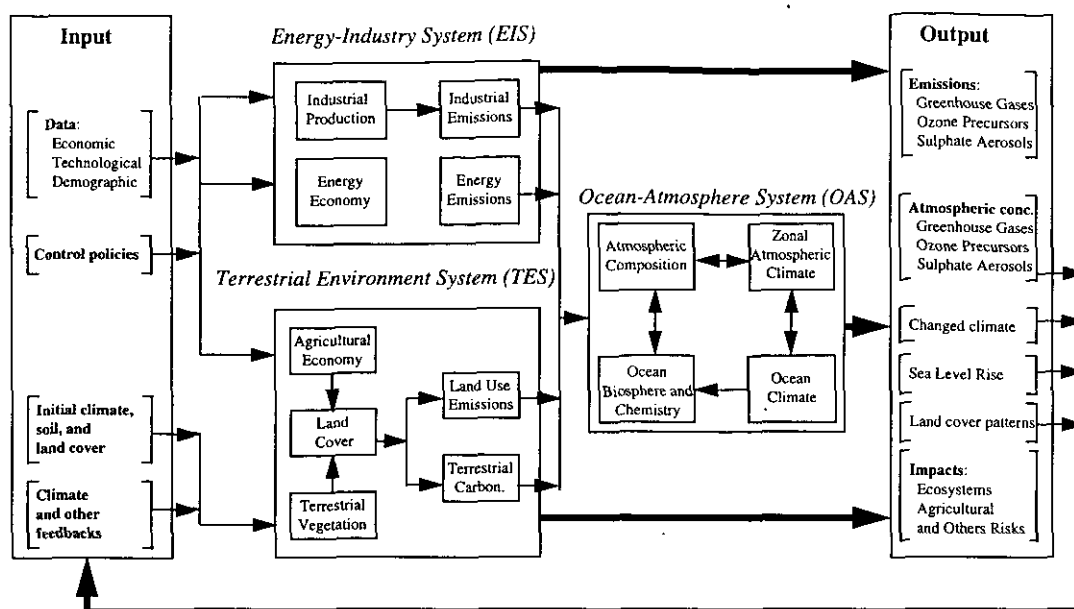 Input
Data:
Economic
Technological
Demographic
Control policies
Initial climate,
soil, and
land cover
Climate
and other
feedbacks
Energy-Industry System (EIS)
Industrial
Production
Industrial
Emissions
Energy
Economy
Energy
Emissions
Terrestrial Environment System (TES)
Agricultural
Economy
Land
Cover
Terrestrial
Vegetation
Land Use
Emissions
Terrestrial
Carbon.
Ocean-Atmosphere System (OAS)
Atmospheric
Composition
Zonal
Atmospheric
Climate
Ocean
Biosphere and
Chemistry
Ocean
Climate
Output
Emissions:
Greenhouse Gases
Ozone Precursors
Sulphate Aerosols
Atmospheric conc.
Greenhouse Gases
Ozone Precursors
Sulphate Aerosols
Changed climate
Sea Level Rise
Land cover patterns
Impacts:
Ecosystems
Agricultural
and Others Risks